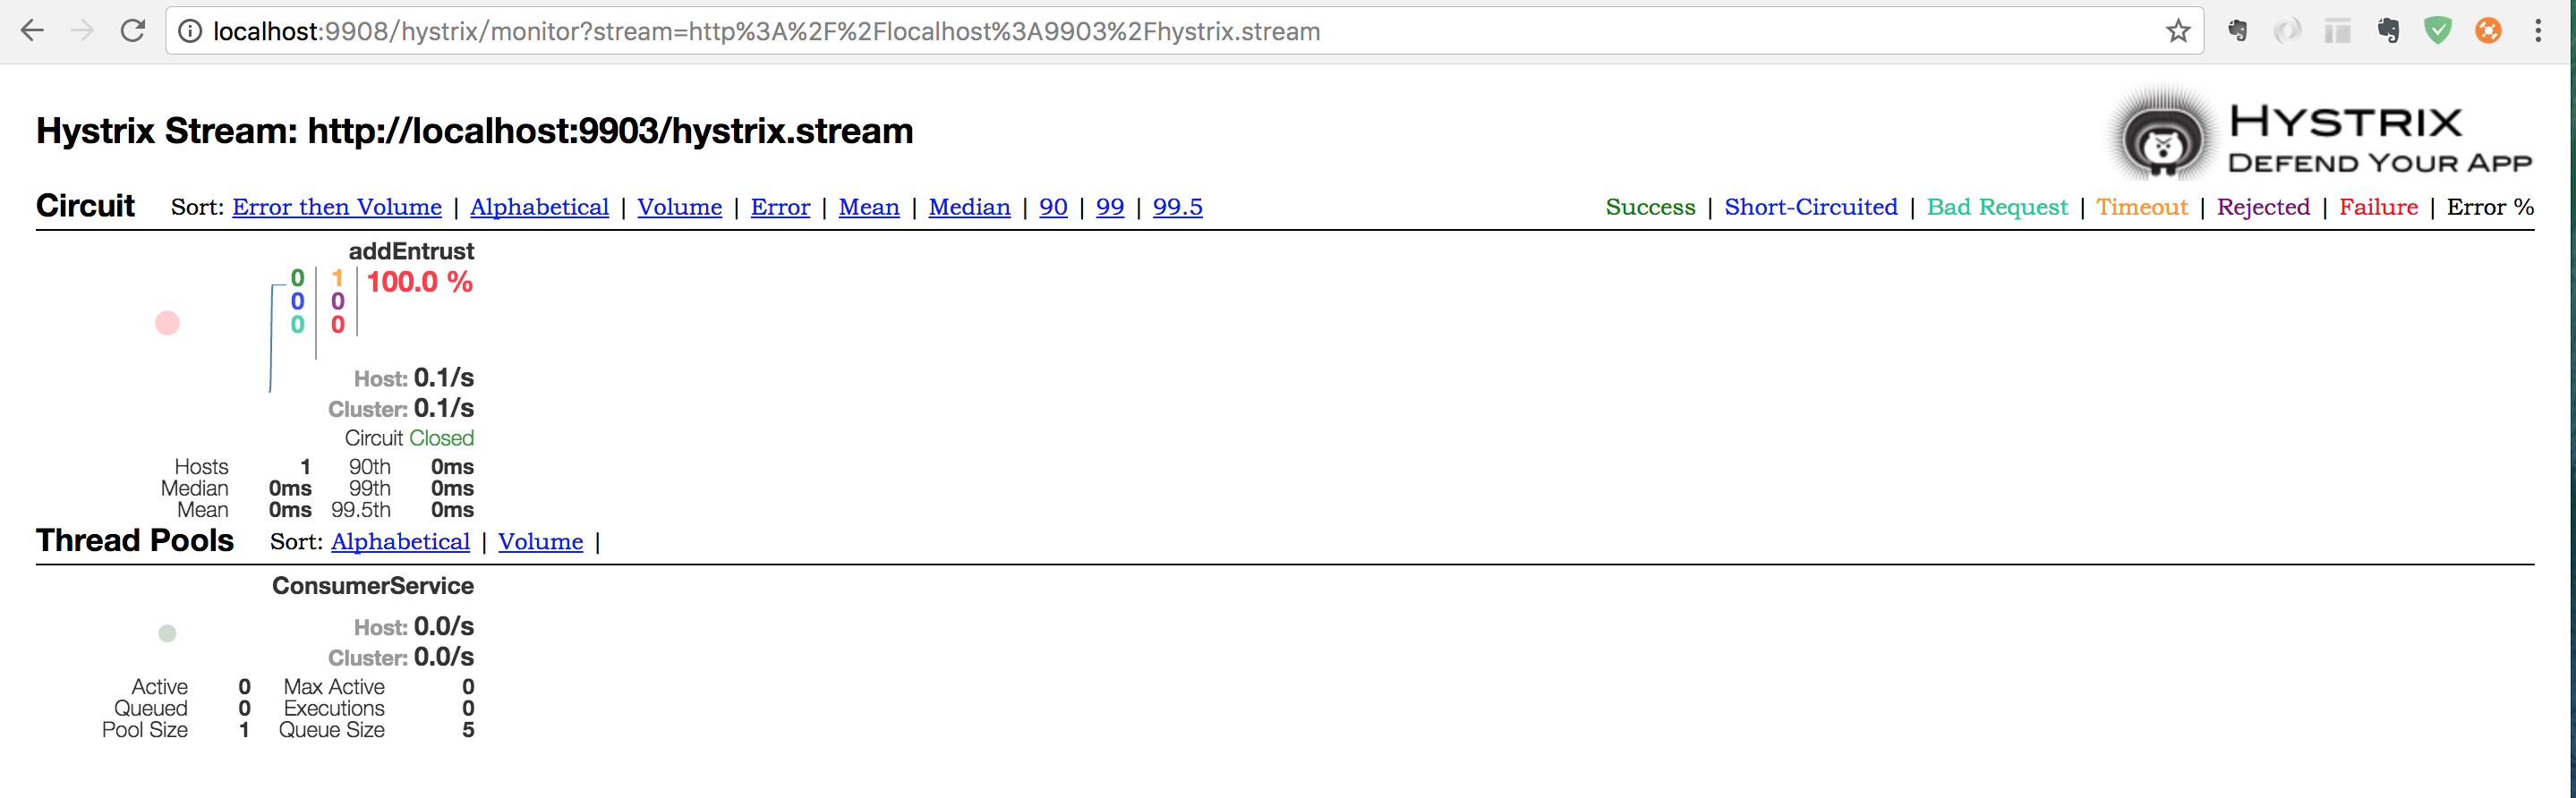 localhost:9908/hystrix/monitor?stream=http%3A%2F%2Flocalhost%3A9903%2Fhystrix.stream
Hystrix Stream: http://localhost:9903/hystrix.stream
HYSTRIX
DEFEND YOUR APP
Circuit Sort: Error then Volume | Alphabetical | Volume | Error | Mean | Median | 90 | 99 | 99.5
Success | Short-Circuited | Bad Request | Timeout | Rejected | Failure | Error %
addEntrust
0 1 100.0 %
0 0
0 0
Host: 0.1/s
Cluster: 0.1/s
Circuit Closed
Hosts 1 90th 0ms
Median 0ms 99th 0ms
Mean 0ms 99.5th 0ms
Thread Pools Sort: Alphabetical | Volume |
ConsumerService
Host: 0.0/s
Cluster: 0.0/s
Active 0 Max Active 0
Queued 0 Executions 0
Pool Size 1 Queue Size 5